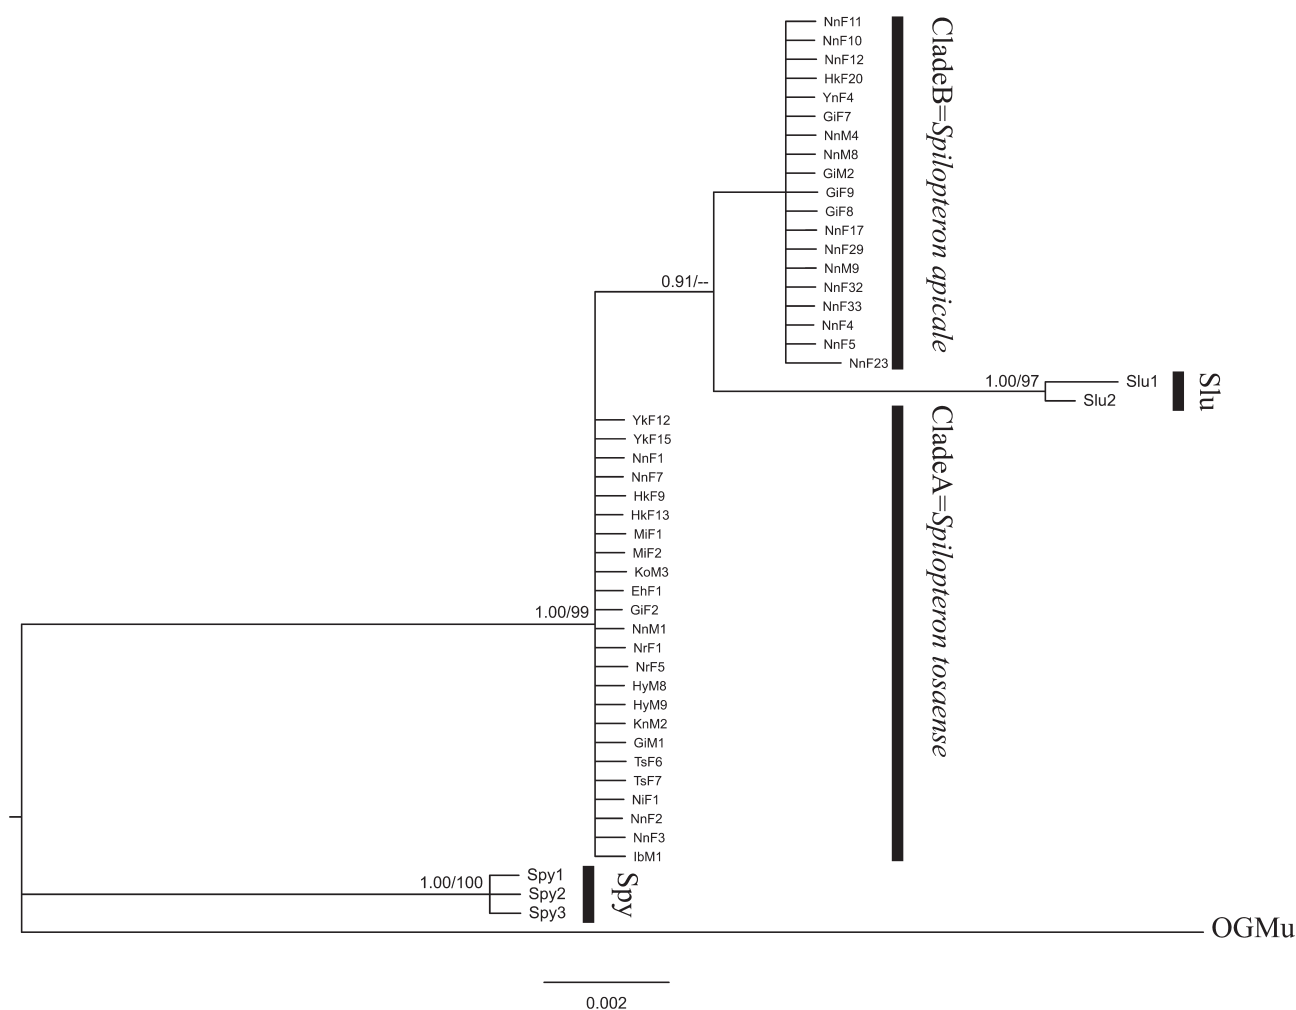 NnF11
NnF10
NnF12
HkF20
YnF4
GiF7
NnM4
NnM8
GiM2
GiF9
GiF8
NnF17
NnF29
NnM9
NnF32
NnF33
NnF4
NnF5
NnF23
CladeB=Spilopteron apicale
0.91/--
1.00/97
Slu1
Slu2
Slu
YkF12
YkF15
NnF1
NnF7
HkF9
HkF13
MiF1
MiF2
KoM3
EhF1
GiF2
NnM1
NrF1
NrF5
HyM8
HyM9
KnM2
GiM1
TsF6
TsF7
NiF1
NnF2
NnF3
IbM1
CladeA=Spilopteron tosaense
1.00/99
1.00/100
Spy1
Spy2
Spy3
Spy
OGMu
0.002